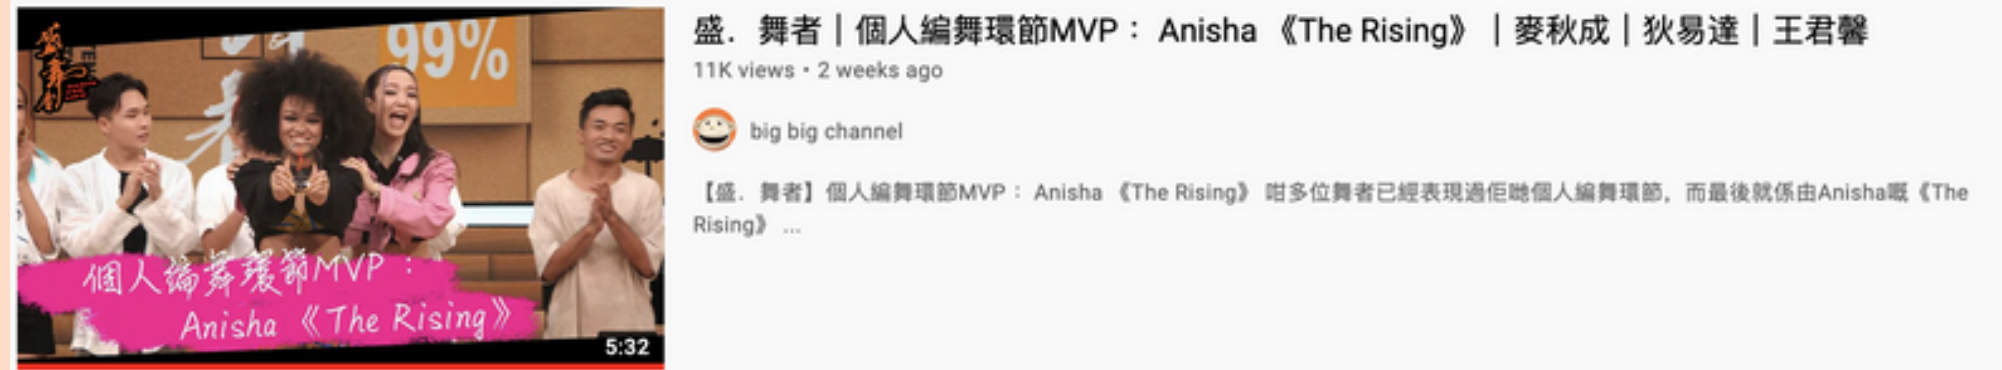 99%
個人編舞環節MVP：
Anisha 《The Rising》
5:32
盛．舞者｜個人編舞環節MVP： Anisha 《The Rising》｜麥秋成｜狄易達｜王君馨
11K views • 2 weeks ago
big big channel
【盛．舞者】個人編舞環節MVP： Anisha 《The Rising》 咁多位舞者已經表現過佢哋個人編舞環節，而最後就係由Anisha嘅《The
Rising》 ...